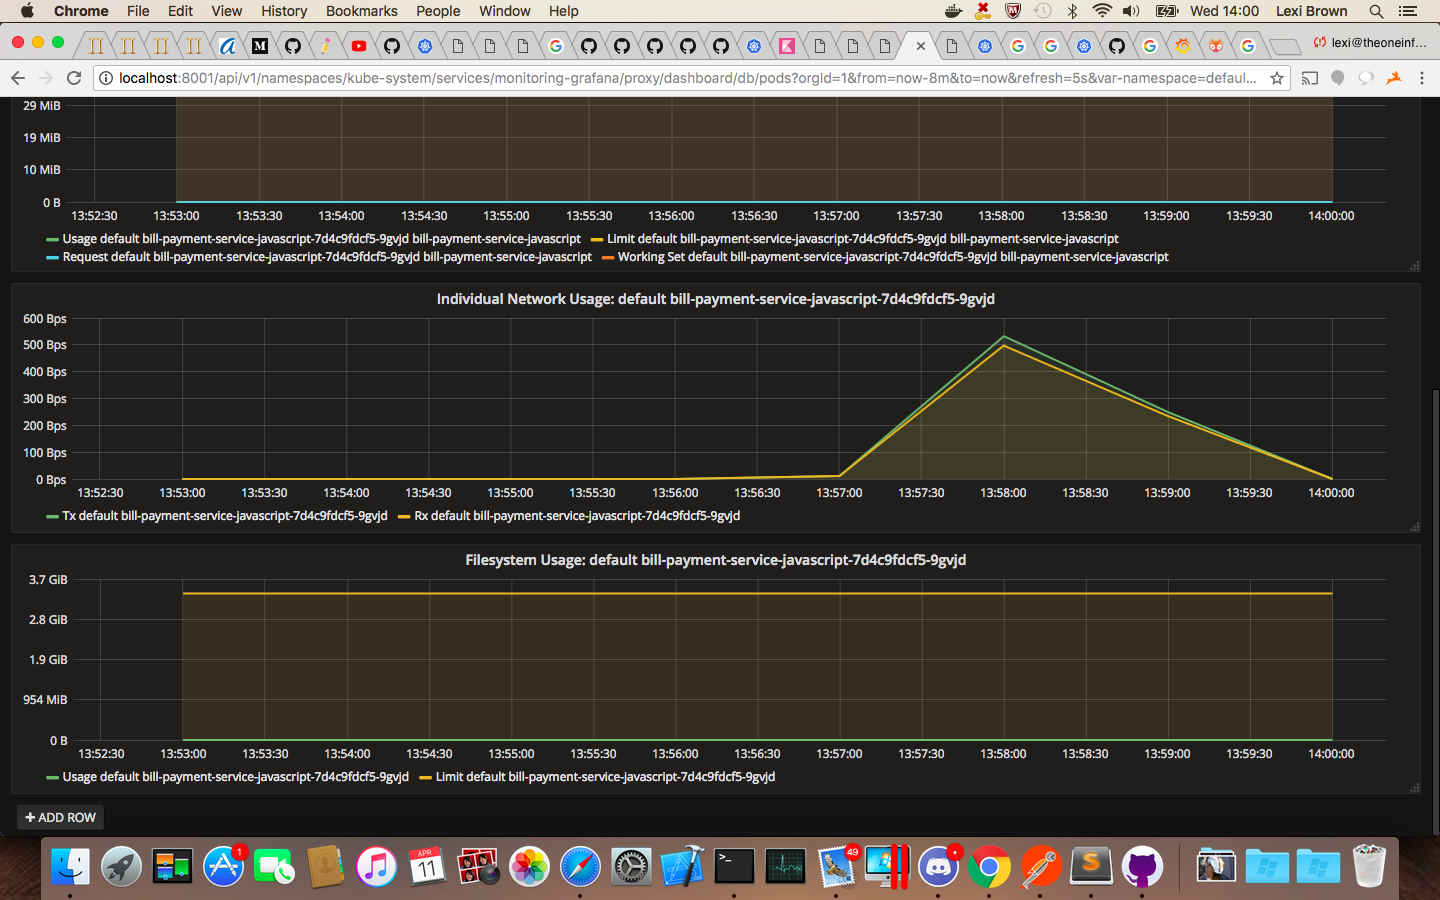 Chrome File Edit View History Bookmarks People Window Help Wed 14:00 Lexi Brown
lexi@theoneinf...
localhost:8001/api/v1/namespaces/kube-system/services/monitoring-grafana/proxy/dashboard/db/pods?orgId=1&from=now-8m&to=now&refresh=5s&var-namespace=defaul...
29 MiB
19 MiB
10 MiB
0 B
13:52:30 13:53:00 13:53:30 13:54:00 13:54:30 13:55:00 13:55:30 13:56:00 13:56:30 13:57:00 13:57:30 13:58:00 13:58:30 13:59:00 13:59:30 14:00:00
Usage default bill-payment-service-javascript-7d4c9fdcf5-9gvjd bill-payment-service-javascript Limit default bill-payment-service-javascript-7d4c9fdcf5-9gvjd bill-payment-service-javascript
Request default bill-payment-service-javascript-7d4c9fdcf5-9gvjd bill-payment-service-javascript Working Set default bill-payment-service-javascript-7d4c9fdcf5-9gvjd bill-payment-service-javascript
Individual Network Usage: default bill-payment-service-javascript-7d4c9fdcf5-9gvjd
600 Bps
500 Bps
400 Bps
300 Bps
200 Bps
100 Bps
0 Bps
13:52:30 13:53:00 13:53:30 13:54:00 13:54:30 13:55:00 13:55:30 13:56:00 13:56:30 13:57:00 13:57:30 13:58:00 13:58:30 13:59:00 13:59:30 14:00:00
Tx default bill-payment-service-javascript-7d4c9fdcf5-9gvjd Rx default bill-payment-service-javascript-7d4c9fdcf5-9gvjd
Filesystem Usage: default bill-payment-service-javascript-7d4c9fdcf5-9gvjd
3.7 GiB
2.8 GiB
1.9 GiB
954 MiB
0 B
13:52:30 13:53:00 13:53:30 13:54:00 13:54:30 13:55:00 13:55:30 13:56:00 13:56:30 13:57:00 13:57:30 13:58:00 13:58:30 13:59:00 13:59:30 14:00:00
Usage default bill-payment-service-javascript-7d4c9fdcf5-9gvjd Limit default bill-payment-service-javascript-7d4c9fdcf5-9gvjd
+ ADD ROW
1
APR
11
49